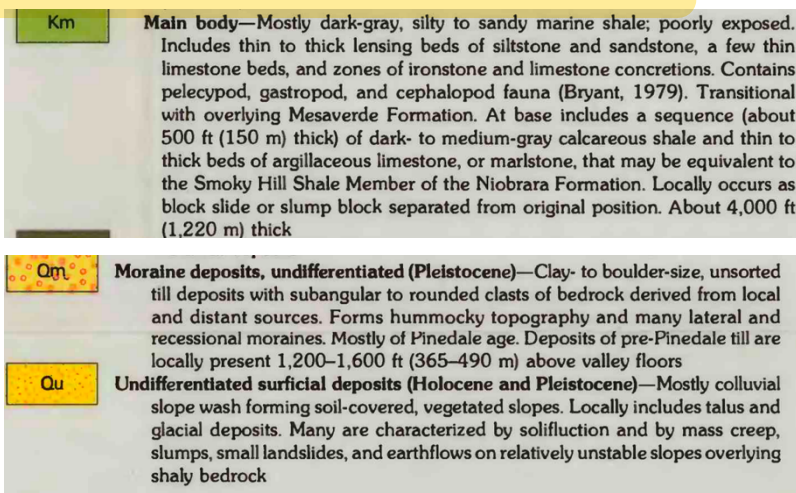 Km
Main body—Mostly dark-gray, silty to sandy marine shale; poorly exposed.
Includes thin to thick lensing beds of siltstone and sandstone, a few thin
limestone beds, and zones of ironstone and limestone concretions. Contains
pelecypod, gastropod, and cephalopod fauna (Bryant, 1979). Transitional
with overlying Mesaverde Formation. At base includes a sequence (about
500 ft (150 m) thick) of dark- to medium-gray calcareous shale and thin to
thick beds of argillaceous limestone, or marlstone, that may be equivalent to
the Smoky Hill Shale Member of the Niobrara Formation. Locally occurs as
block slide or slump block separated from original position. About 4,000 ft
(1,220 m) thick
Qm
Moraine deposits, undifferentiated (Pleistocene)—Clay- to boulder-size, unsorted
till deposits with subangular to rounded clasts of bedrock derived from local
and distant sources. Forms hummocky topography and many lateral and
recessional moraines. Mostly of Pinedale age. Deposits of pre-Pinedale till are
locally present 1,200–1,600 ft (365–490 m) above valley floors
Qu
Undifferentiated surficial deposits (Holocene and Pleistocene)—Mostly colluvial
slope wash forming soil-covered, vegetated slopes. Locally includes talus and
glacial deposits. Many are characterized by solifluction and by mass creep,
slumps, small landslides, and earthflows on relatively unstable slopes overlying
shaly bedrock